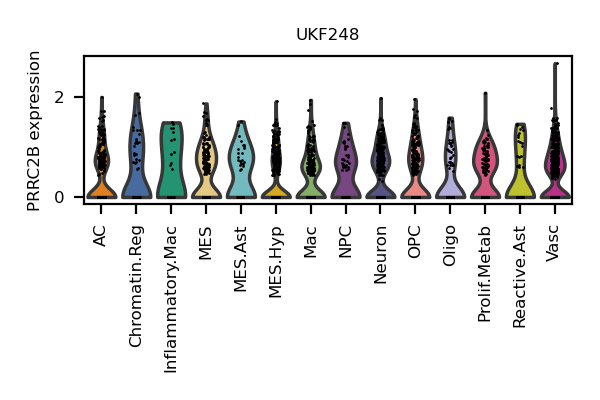 UKF248
PRRC2B expression
2
0
AC
Chromatin.Reg
Inflammatory.Mac
MES
MES.Ast
MES.Hyp
Mac
NPC
Neuron
OPC
Oligo
Prolif.Metab
Reactive.Ast
Vasc